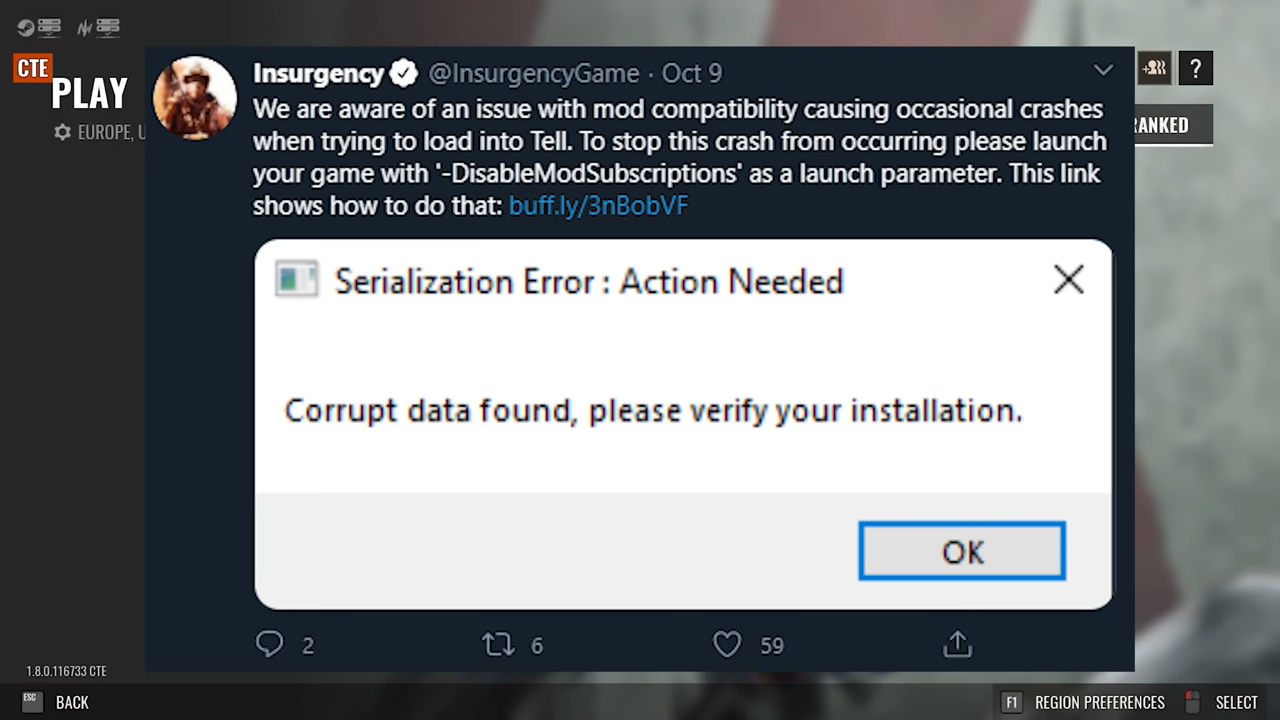 CTE
PLAY
EUROPE, U
Insurgency @InsurgencyGame · Oct 9
We are aware of an issue with mod compatibility causing occasional crashes
when trying to load into Tell. To stop this crash from occurring please launch
your game with '-DisableModSubscriptions' as a launch parameter. This link
shows how to do that: buff.ly/3nBobVF
?
RANKED
Serialization Error : Action Needed
Corrupt data found, please verify your installation.
OK
2 6 59
1.8.0.116733 CTE
ESC BACK
F1 REGION PREFERENCES SELECT